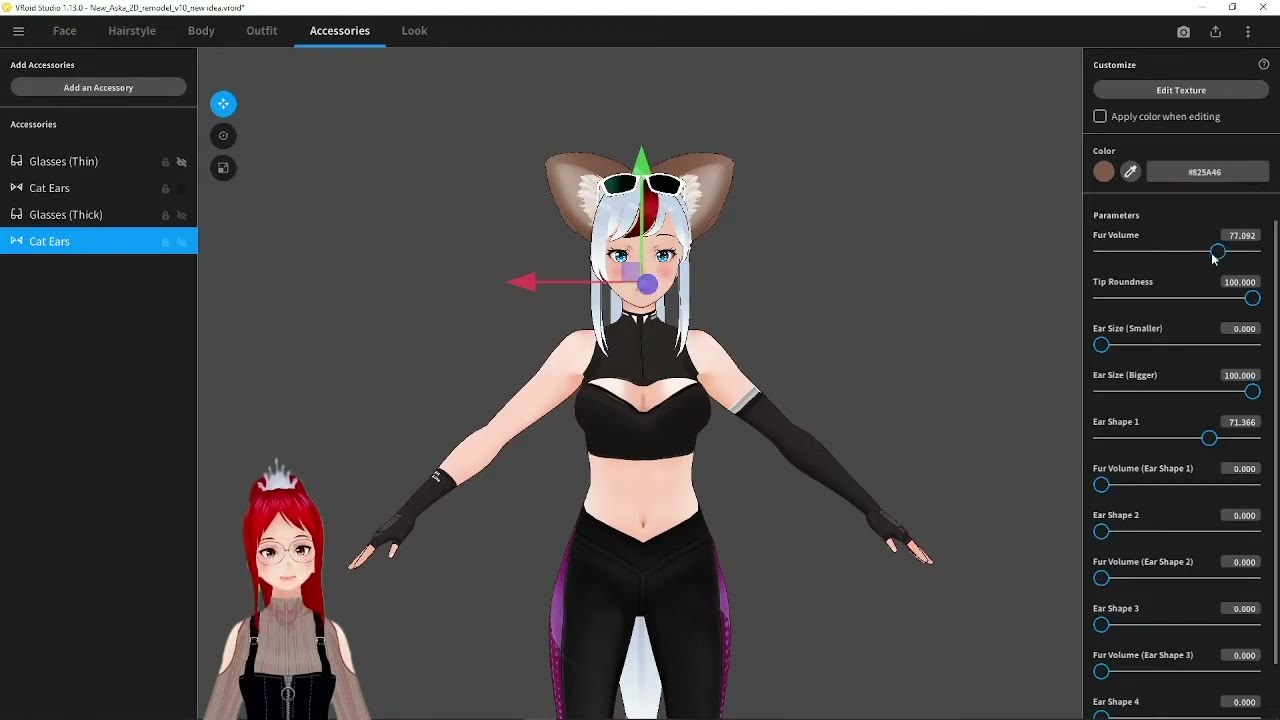 VRoid Studio 1.13.0 - New_Aska_2D_remodel_v10_new idea.vroid*
Face Hairstyle Body Outfit Accessories Look
Add Accessories
Add an Accessory
Accessories
Glasses (Thin)
Cat Ears
Glasses (Thick)
Cat Ears
Customize
Edit Texture
Apply color when editing
Color
#825A46
Parameters
Fur Volume 77.092
Tip Roundness 100.000
Ear Size (Smaller) 0.000
Ear Size (Bigger) 100.000
Ear Shape 1 71.366
Fur Volume (Ear Shape 1) 0.000
Ear Shape 2 0.000
Fur Volume (Ear Shape 2) 0.000
Ear Shape 3 0.000
Fur Volume (Ear Shape 3) 0.000
Ear Shape 4 0.000